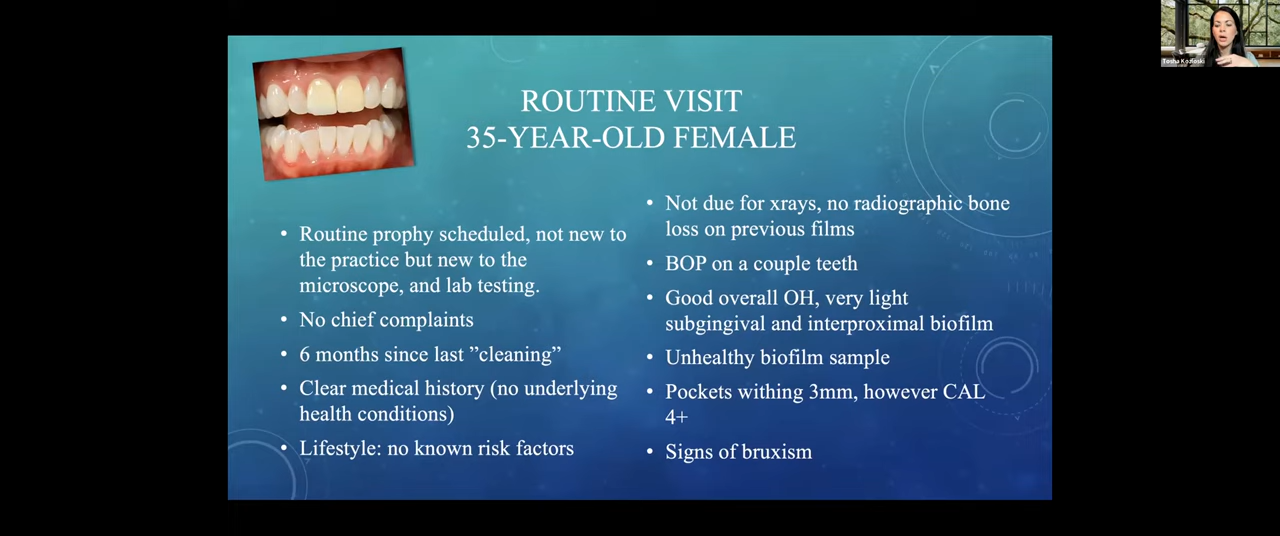 Tosha Kozloski
ROUTINE VISIT
35-YEAR-OLD FEMALE
• Routine prophy scheduled, not new to
the practice but new to the
microscope, and lab testing.
• No chief complaints
• 6 months since last ”cleaning”
• Clear medical history (no underlying
health conditions)
• Lifestyle: no known risk factors
• Not due for xrays, no radiographic bone
loss on previous films
• BOP on a couple teeth
• Good overall OH, very light
subgingival and interproximal biofilm
• Unhealthy biofilm sample
• Pockets withing 3mm, however CAL
4+
• Signs of bruxism